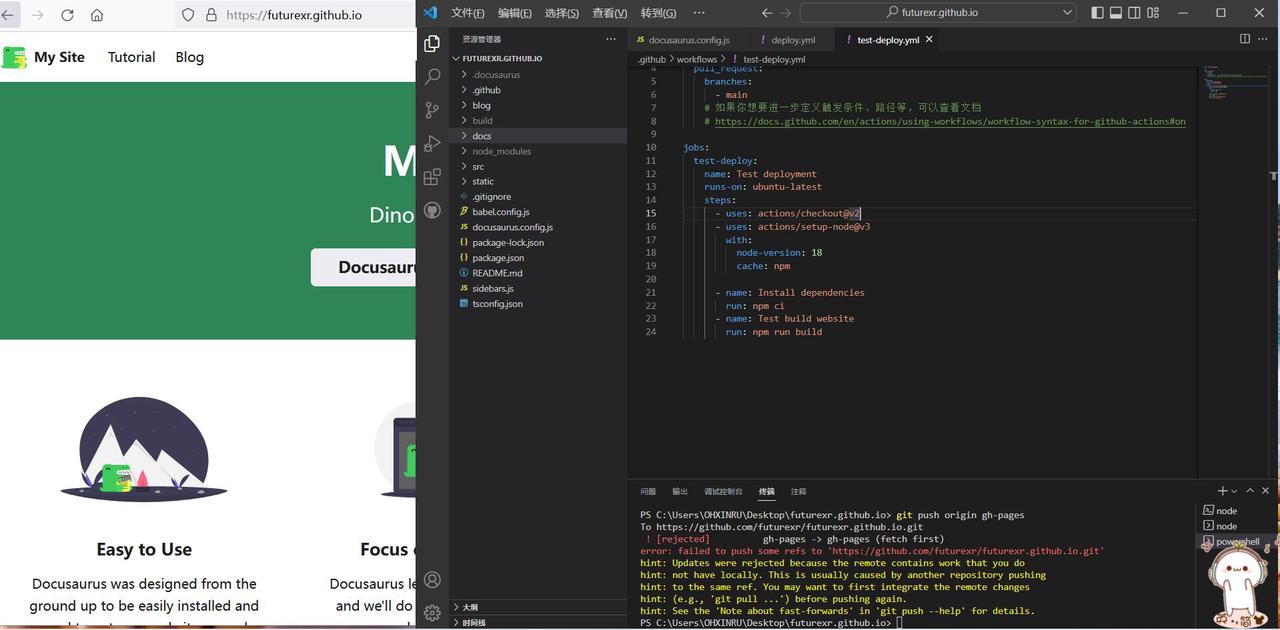 https://futurexr.github.io
My Site
Tutorial
Blog
M
Dino
Docusauru
Easy to Use
Docusaurus was designed from the
ground up to be easily installed and
Focus
Docusaurus le
and we'll do
文件(F) 编辑(E) 选择(S) 查看(V) 转到(G) ···
futurexr.github.io
资源管理器 ···
FUTUREXR.GITHUB.IO
.docusaurus
.github
blog
build
docs
node_modules
src
static
.gitignore
babel.config.js
docusaurus.config.js
package-lock.json
package.json
README.md
sidebars.js
tsconfig.json
大纲
时间线
JS docusaurus.config.js
! deploy.yml
! test-deploy.yml
.github > workflows > ! test-deploy.yml
4 pull_request:
5 branches:
6 - main
7 # 如果你想要进一步定义触发条件、路径等，可以查看文档
8 # https://docs.github.com/en/actions/using-workflows/workflow-syntax-for-github-actions#on
9
10 jobs:
11 test-deploy:
12 name: Test deployment
13 runs-on: ubuntu-latest
14 steps:
15 - uses: actions/checkout@v2
16 - uses: actions/setup-node@v3
17 with:
18 node-version: 18
19 cache: npm
20
21 - name: Install dependencies
22 run: npm ci
23 - name: Test build website
24 run: npm run build
问题 输出 调试控制台 终端 注释
PS C:\Users\OHXINRU\Desktop\futurexr.github.io> git push origin gh-pages
To https://github.com/futurexr/futurexr.github.io.git
! [rejected] gh-pages -> gh-pages (fetch first)
error: failed to push some refs to 'https://github.com/futurexr/futurexr.github.io.git'
hint: Updates were rejected because the remote contains work that you do
hint: not have locally. This is usually caused by another repository pushing
hint: to the same ref. You may want to first integrate the remote changes
hint: (e.g., 'git pull ...') before pushing again.
hint: See the 'Note about fast-forwards' in 'git push --help' for details.
PS C:\Users\OHXINRU\Desktop\futurexr.github.io>
node
node
powershell
中 简